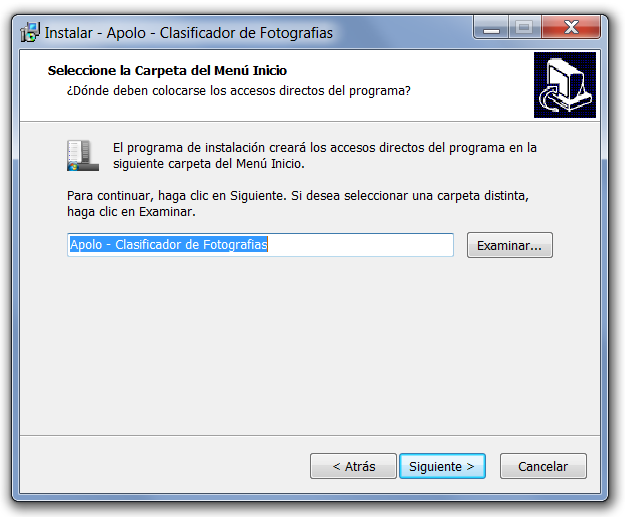 Instalar - Apolo - Clasificador de Fotografias
Seleccione la Carpeta del Menú Inicio
¿Dónde deben colocarse los accesos directos del programa?
El programa de instalación creará los accesos directos del programa en la
siguiente carpeta del Menú Inicio.
Para continuar, haga clic en Siguiente. Si desea seleccionar una carpeta distinta,
haga clic en Examinar.
Apolo - Clasificador de Fotografias
Examinar...
< Atrás
Siguiente >
Cancelar